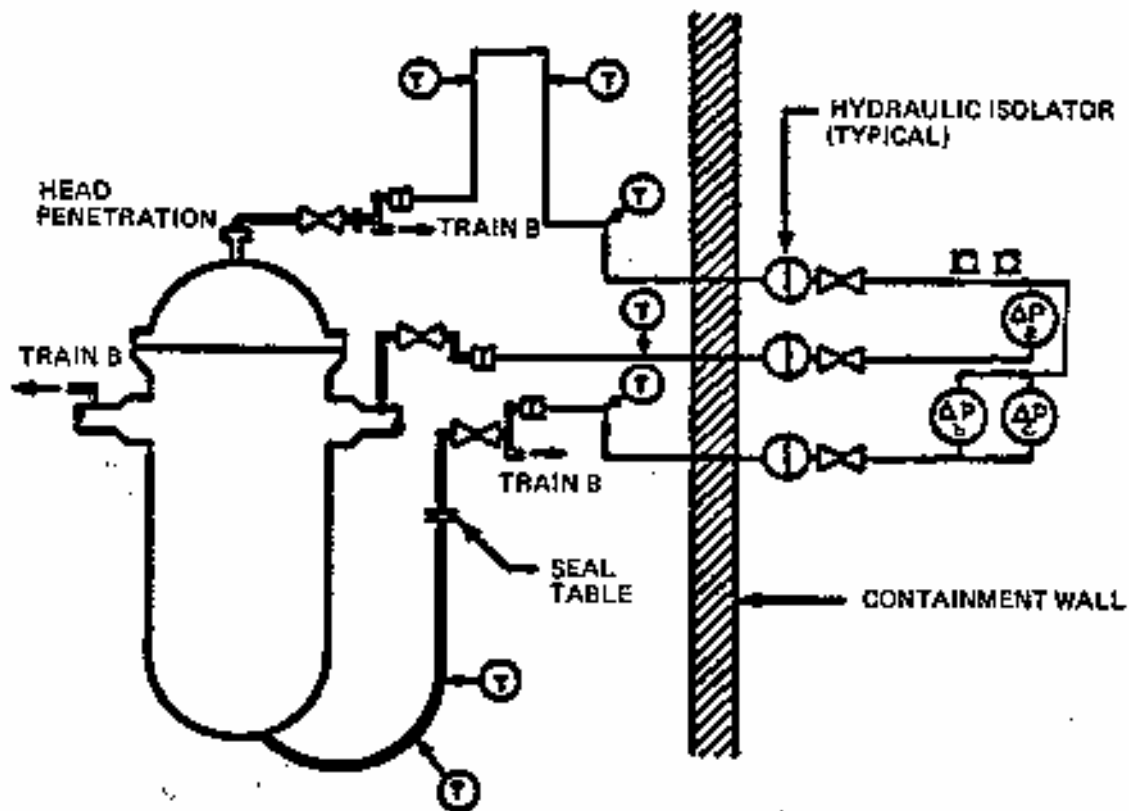 T
T
HYDRAULIC ISOLATOR
(TYPICAL)
HEAD
PENETRATION
T
TRAIN B
T
ΔP
a
TRAIN B
T
ΔP
b
ΔP
c
TRAIN B
SEAL
TABLE
CONTAINMENT WALL
T
T